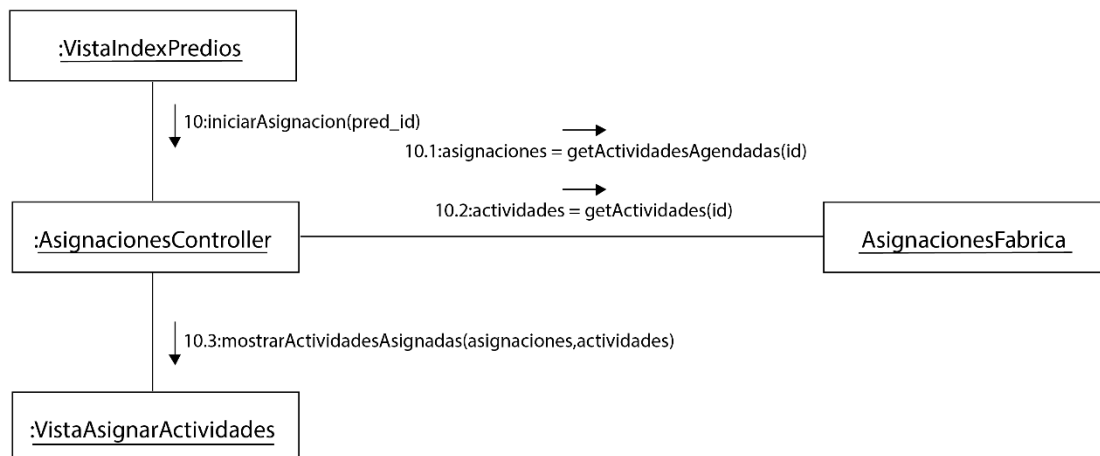 :VistaIndexPredios
10:iniciarAsignacion(pred_id)
10.1:asignaciones = getActividadesAgendadas(id)
10.2:actividades = getActividades(id)
:AsignacionesController
AsignacionesFabrica
10.3:mostrarActividadesAsignadas(asignaciones,actividades)
:VistaAsignarActividades